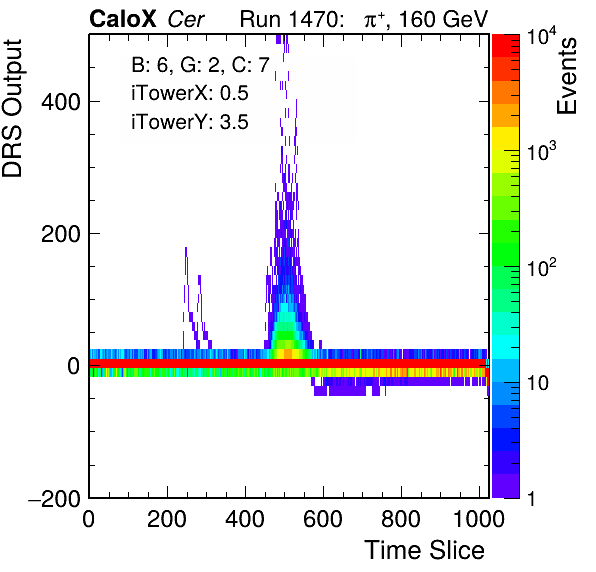 CaloX Cer Run 1470: π⁺, 160 GeV
B: 6, G: 2, C: 7
iTowerX: 0.5
iTowerY: 3.5
DRS Output
400
200
0
−200
0 200 400 600 800 1000
Time Slice
10⁴
10³
10²
10
1
Events